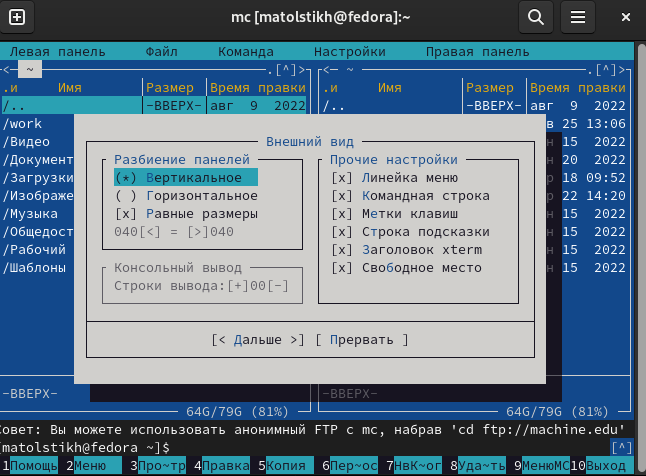 mc [matolstikh@fedora]:~
Левая панель Файл Команда Настройки Правая панель
<— ~ .[^]> <— ~ .[^]>
.и Имя Размер Время правки .и Имя Размер Время правки
/.. -ВВЕРХ- авг 9 2022 /.. -ВВЕРХ- авг 9 2022
/work в 25 13:06
/Видео н 15 2022
/Документ н 20 2022
/Загрузки р 18 09:52
/Изображе р 22 14:20
/Музыка н 15 2022
/Общедост н 15 2022
/Рабочий н 15 2022
/Шаблоны н 15 2022
Внешний вид
Разбиение панелей
(*) Вертикальное
( ) Горизонтальное
[x] Равные размеры
040[<] = [>]040
Консольный вывод
Строки вывода:[+]00[-]
Прочие настройки
[x] Линейка меню
[x] Командная строка
[x] Метки клавиш
[x] Строка подсказки
[x] Заголовок xterm
[x] Свободное место
[< Дальше >] [ Прервать ]
-ВВЕРХ- -ВВЕРХ-
64G/79G (81%) 64G/79G (81%)
Совет: Вы можете использовать анонимный FTP с mc, набрав 'cd ftp://machine.edu'
[matolstikh@fedora ~]$ [^]
1Помощь 2Меню 3Про~тр 4Правка 5Копия 6Пер~ос 7НвК~ог 8Уда~ть 9МенюMC 10Выход